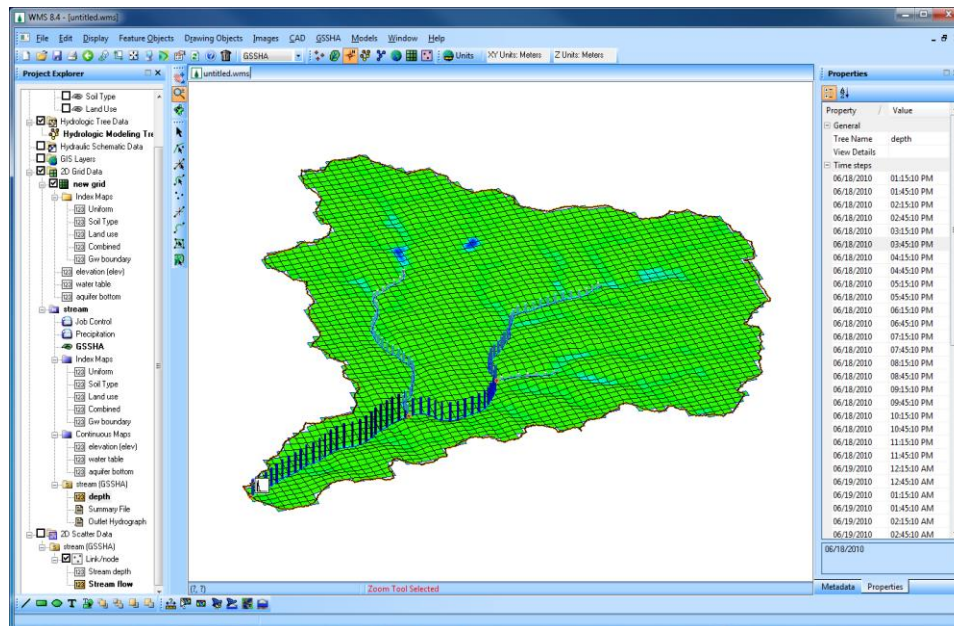 WMS 8.4 - [untitled.wms]
File Edit Display Feature Objects Drawing Objects Images CAD GSSHA Models Window Help
GSSHA Units XY Units: Meters Z Units: Meters
Project Explorer
Soil Type
Land Use
Hydrologic Tree Data
Hydrologic Modeling Tre
Hydraulic Schematic Data
GIS Layers
2D Grid Data
new grid
Index Maps
Uniform
Soil Type
Land use
Combined
Gw boundary
elevation (elev)
water table
aquifer bottom
stream
Job Control
Precipitation
GSSHA
Index Maps
Uniform
Soil Type
Land use
Combined
Gw boundary
Continuous Maps
elevation (elev)
water table
aquifer bottom
stream (GSSHA)
depth
Summary File
Outlet Hydrograph
2D Scatter Data
stream (GSSHA)
Link/node
Stream depth
Stream flow
untitled.wms
(?, ?) Zoom Tool Selected
Properties
Property Value
General
Tree Name depth
View Details
Time steps
06/18/2010 01:15:10 PM
06/18/2010 01:45:10 PM
06/18/2010 02:15:10 PM
06/18/2010 02:45:10 PM
06/18/2010 03:15:10 PM
06/18/2010 03:45:10 PM
06/18/2010 04:15:10 PM
06/18/2010 04:45:10 PM
06/18/2010 05:15:10 PM
06/18/2010 05:45:10 PM
06/18/2010 06:15:10 PM
06/18/2010 06:45:10 PM
06/18/2010 07:15:10 PM
06/18/2010 07:45:10 PM
06/18/2010 08:15:10 PM
06/18/2010 08:45:10 PM
06/18/2010 09:15:10 PM
06/18/2010 09:45:10 PM
06/18/2010 10:15:10 PM
06/18/2010 10:45:10 PM
06/18/2010 11:15:10 PM
06/18/2010 11:45:10 PM
06/19/2010 12:15:10 AM
06/19/2010 12:45:10 AM
06/19/2010 01:15:10 AM
06/19/2010 01:45:10 AM
06/19/2010 02:15:10 AM
06/19/2010 02:45:10 AM
06/18/2010
Metadata Properties